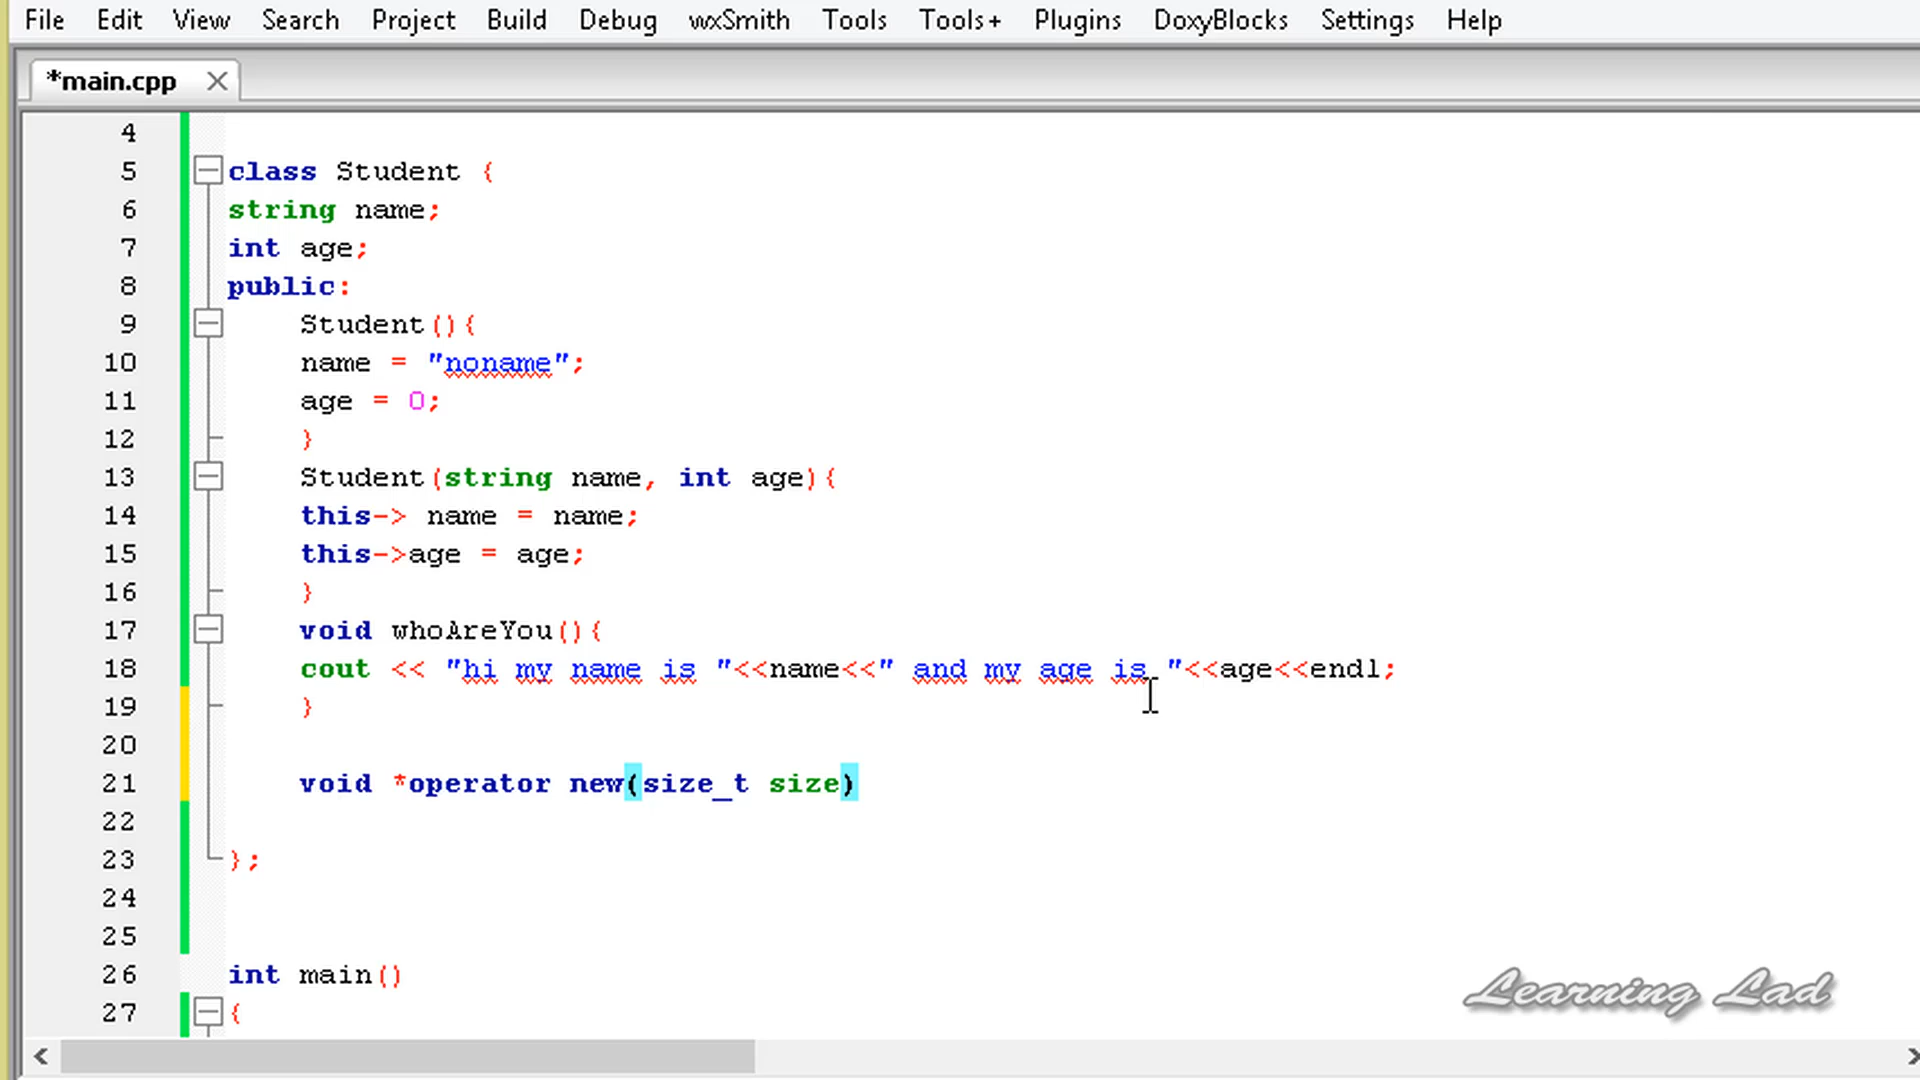 File Edit View Search Project Build Debug wxSmith Tools Tools+ Plugins DoxyBlocks Settings Help
*main.cpp
4
5 class Student {
6 string name;
7 int age;
8 public:
9 Student(){
10 name = "noname";
11 age = 0;
12 }
13 Student(string name, int age){
14 this-> name = name;
15 this->age = age;
16 }
17 void whoAreYou(){
18 cout << "hi my name is "<<name<<" and my age is "<<age<<endl;
19 }
20
21 void *operator new(size_t size)
22
23 };
24
25
26 int main()
27 {
Learning Lad